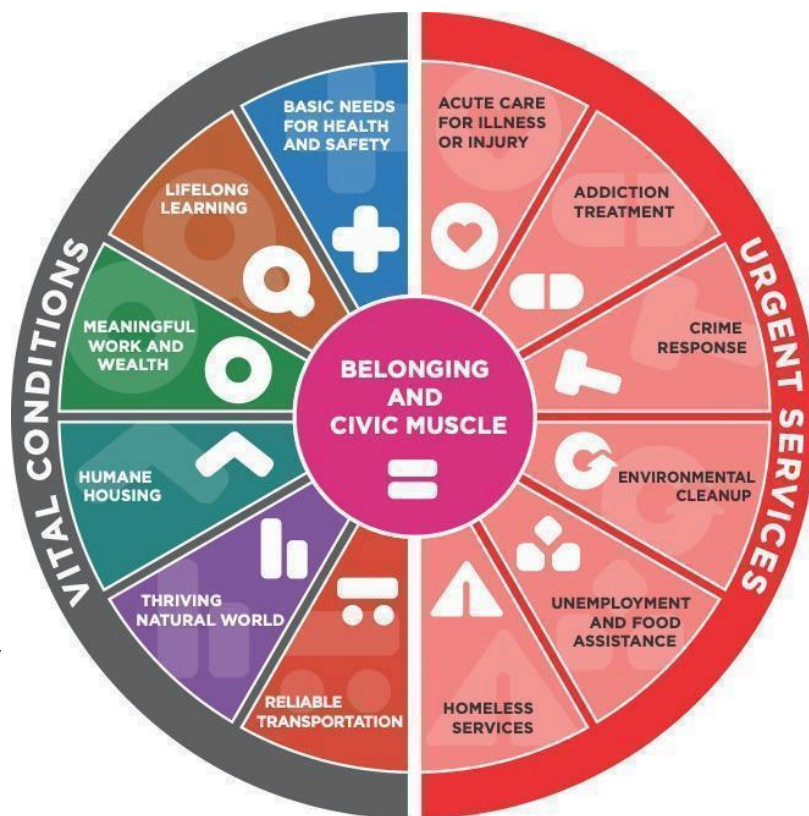 VITAL CONDITIONS
BASIC NEEDS
FOR HEALTH
AND SAFETY
LIFELONG
LEARNING
MEANINGFUL
WORK AND
WEALTH
HUMANE
HOUSING
THRIVING
NATURAL WORLD
RELIABLE
TRANSPORTATION
BELONGING
AND
CIVIC MUSCLE
URGENT SERVICES
ACUTE CARE
FOR ILLNESS
OR INJURY
ADDICTION
TREATMENT
CRIME
RESPONSE
ENVIRONMENTAL
CLEANUP
UNEMPLOYMENT
AND FOOD
ASSISTANCE
HOMELESS
SERVICES